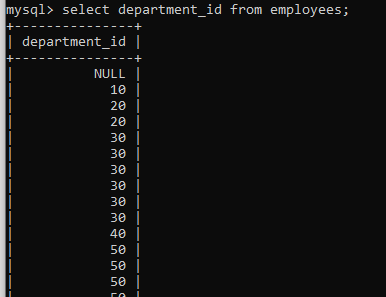 mysql> select department_id from employees;
+---------------+
| department_id |
+---------------+
| NULL |
| 10 |
| 20 |
| 20 |
| 30 |
| 30 |
| 30 |
| 30 |
| 30 |
| 30 |
| 40 |
| 50 |
| 50 |
| 50 |